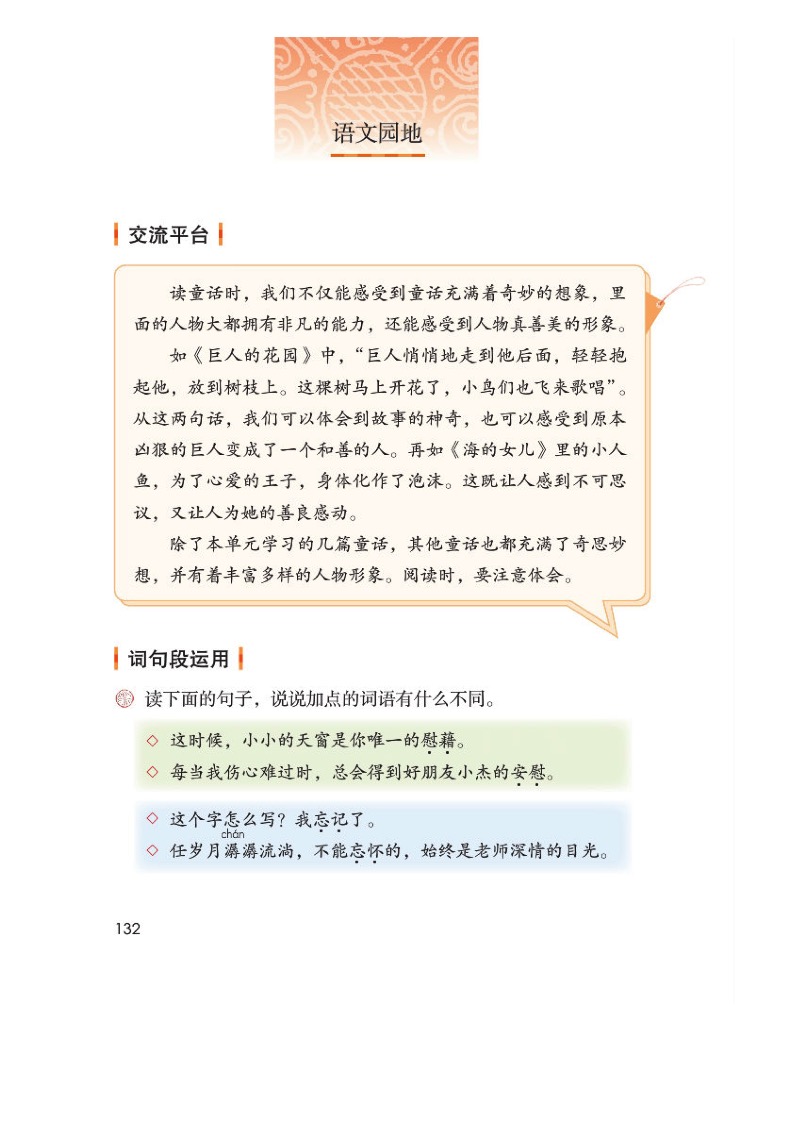 语文园地
交流平台
读童话时，我们不仅能感受到童话充满着奇妙的想象，里
面的人物大都拥有非凡的能力，还能感受到人物真善美的形象。
如《巨人的花园》中，“巨人悄悄地走到他后面，轻轻抱
起他，放到树枝上。这棵树马上开花了，小鸟们也飞来歌唱”。
从这两句话，我们可以体会到故事的神奇，也可以感受到原本
凶狠的巨人变成了一个和善的人。再如《海的女儿》里的小人
鱼，为了心爱的王子，身体化作了泡沫。这既让人感到不可思
议，又让人为她的善良感动。
除了本单元学习的几篇童话，其他童话也都充满了奇思妙
想，并有着丰富多样的人物形象。阅读时，要注意体会。
词句段运用
读下面的句子，说说加点的词语有什么不同。
◇ 这时候，小小的天窗是你唯一的慰藉。
◇ 每当我伤心难过时，总会得到好朋友小杰的安慰。
◇ 这个字怎么写？我忘记了。
chán
◇ 任岁月潺潺流淌，不能忘怀的，始终是老师深情的目光。
132